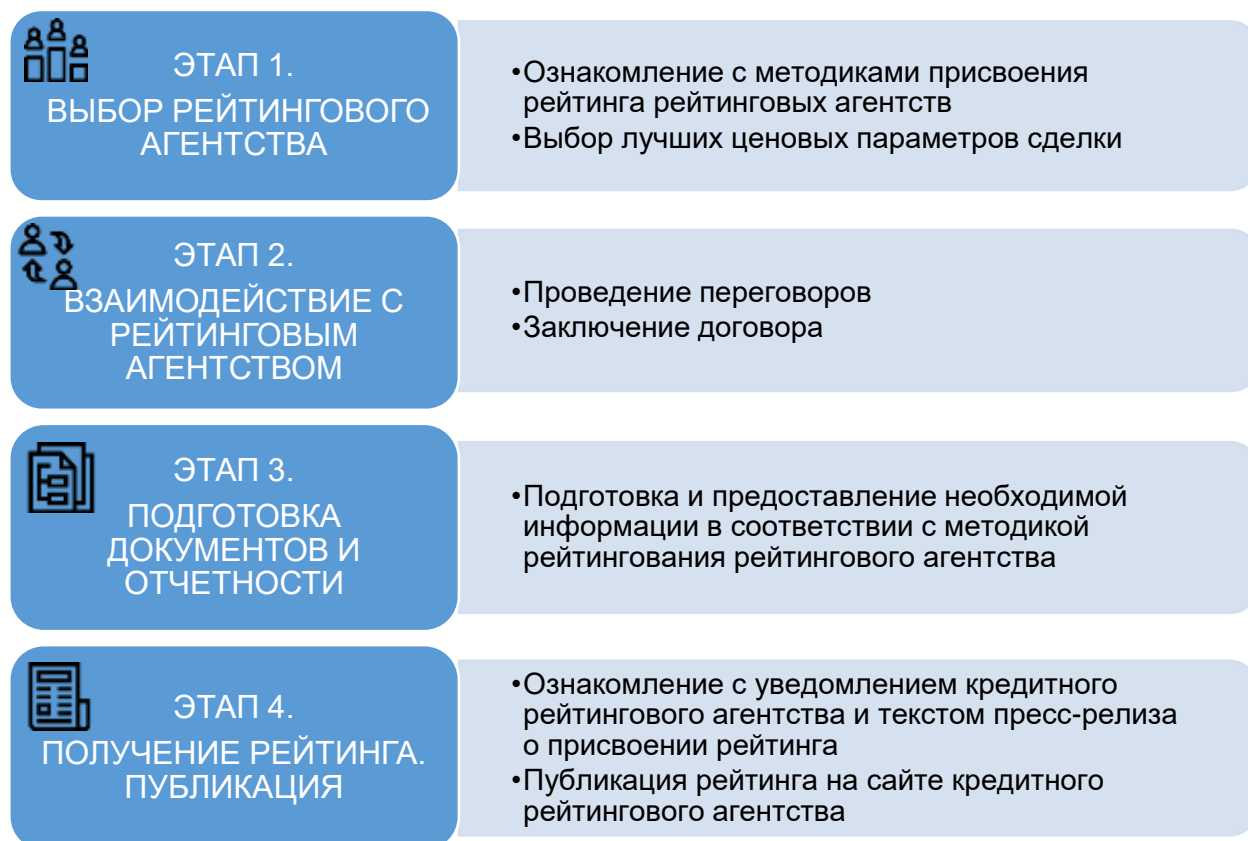 ЭТАП 1.
ВЫБОР РЕЙТИНГОВОГО
АГЕНТСТВА
•Ознакомление с методиками присвоения
рейтинга рейтинговых агентств
•Выбор лучших ценовых параметров сделки
ЭТАП 2.
ВЗАИМОДЕЙСТВИЕ С
РЕЙТИНГОВЫМ
АГЕНТСТВОМ
•Проведение переговоров
•Заключение договора
ЭТАП 3.
ПОДГОТОВКА
ДОКУМЕНТОВ И
ОТЧЕТНОСТИ
•Подготовка и предоставление необходимой
информации в соответствии с методикой
рейтингования рейтингового агентства
ЭТАП 4.
ПОЛУЧЕНИЕ РЕЙТИНГА.
ПУБЛИКАЦИЯ
•Ознакомление с уведомлением кредитного
рейтингового агентства и текстом пресс-релиза
о присвоении рейтинга
•Публикация рейтинга на сайте кредитного
рейтингового агентства